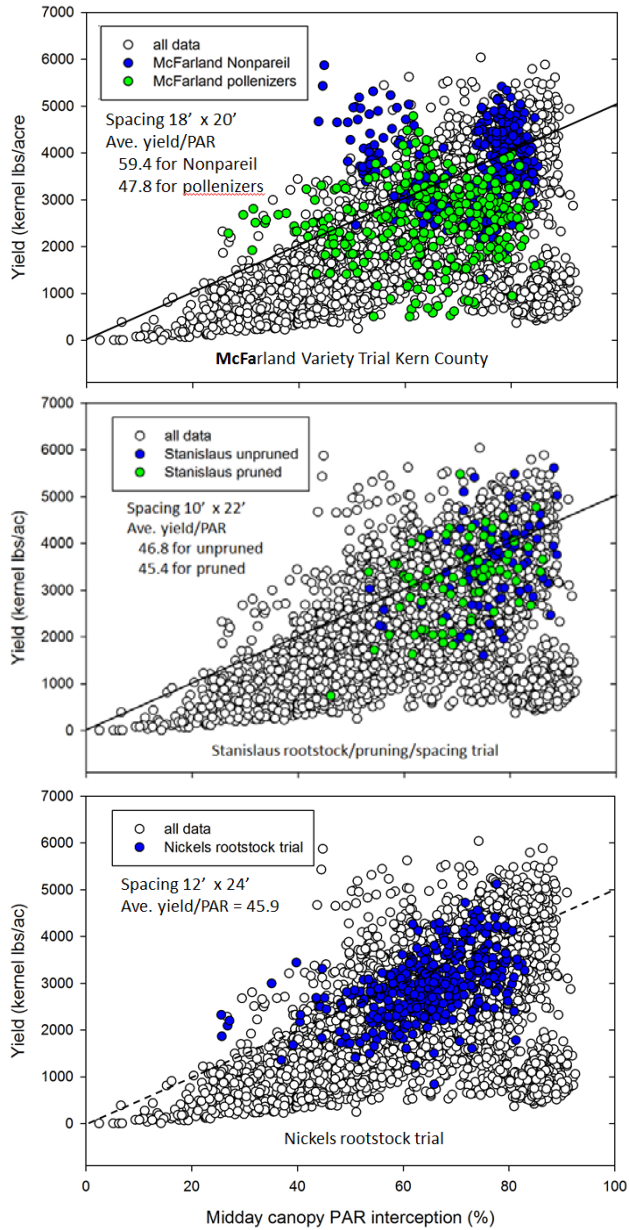 7000
6000
5000
4000
3000
2000
1000
0
Yield (kernel lbs/acre)
all data
McFarland Nonpareil
McFarland pollenizers
Spacing 18’ x 20’
Ave. yield/PAR
59.4 for Nonpareil
47.8 for pollenizers
McFarland Variety Trial Kern County
7000
6000
5000
4000
3000
2000
1000
0
Yield (kernel lbs/ac)
all data
Stanislaus unpruned
Stanislaus pruned
Spacing 10’ x 22’
Ave. yield/PAR
46.8 for unpruned
45.4 for pruned
Stanislaus rootstock/pruning/spacing trial
7000
6000
5000
4000
3000
2000
1000
0
Yield (kernel lbs/ac)
all data
Nickels rootstock trial
Spacing 12’ x 24’
Ave. yield/PAR = 45.9
Nickels rootstock trial
0 20 40 60 80 100
Midday canopy PAR interception (%)